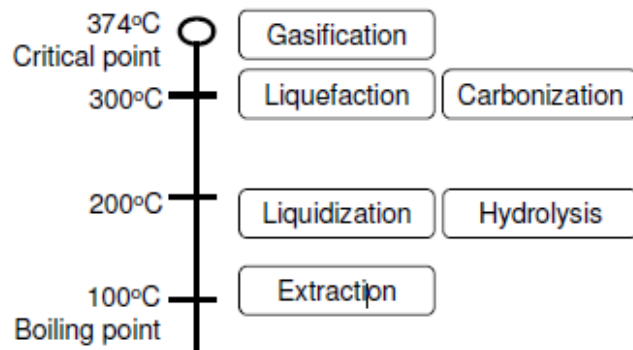 374°C
Critical point
Gasification
300°C
Liquefaction
Carbonization
200°C
Liquidization
Hydrolysis
100°C
Boiling point
Extraction